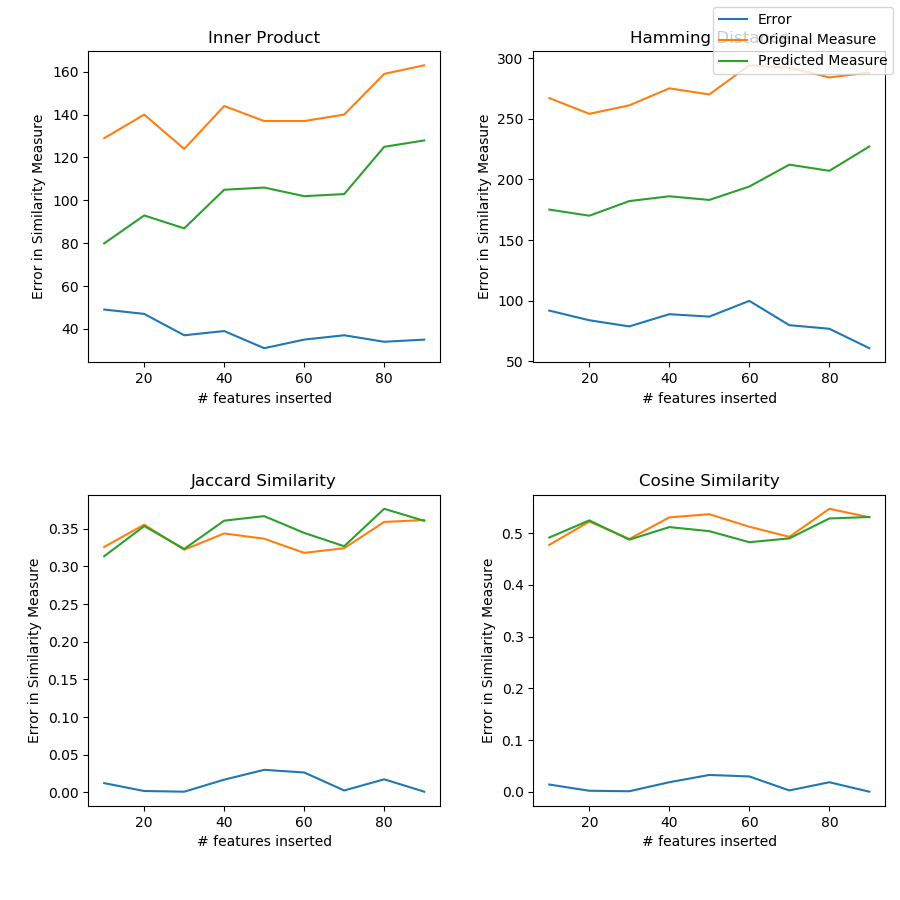 Inner Product
160
140
120
100
80
60
40
20 40 60 80
# features inserted
Error in Similarity Measure
Hamming Distance
Error
Original Measure
Predicted Measure
300
250
200
150
100
50
20 40 60 80
# features inserted
Error in Similarity Measure
Jaccard Similarity
0.35
0.30
0.25
0.20
0.15
0.10
0.05
0.00
20 40 60 80
# features inserted
Error in Similarity Measure
Cosine Similarity
0.5
0.4
0.3
0.2
0.1
0.0
20 40 60 80
# features inserted
Error in Similarity Measure